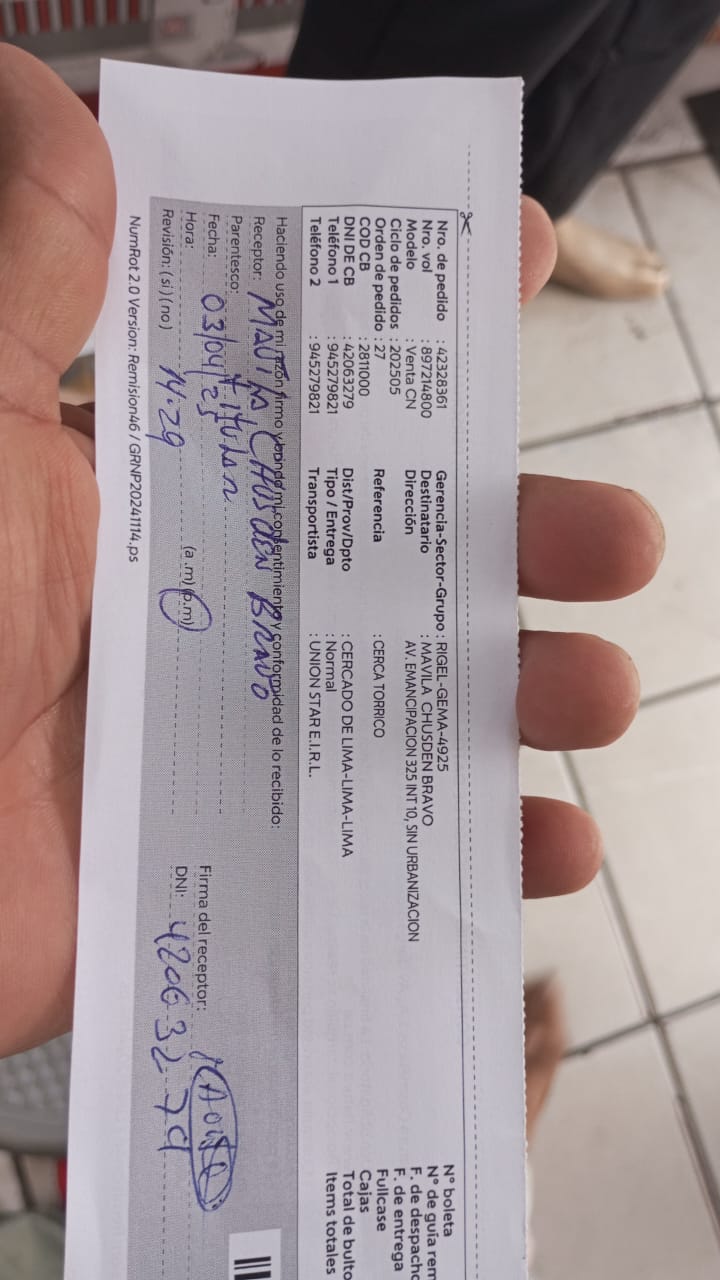 Nro. de pedido : 42328361 Gerencia-Sector-Grupo : RIGEL-GEMA-4925 N° boleta
Nro. vol : 897214800 Destinatario : MAVILA CHUSDEN BRAVO N° de guía rem
Modelo : Venta CN Dirección AV. EMANCIPACION 325 INT 10, SIN URBANIZACION F. de despach
Ciclo de pedidos : 202505 F. de entrega
Orden de pedido : 27 Referencia : CERCA TORRICO Fullcase
COD CB : 2811000 Cajas
DNI DE CB : 42063279 Dist/Prov/Dpto : CERCADO DE LIMA-LIMA-LIMA Total de bulto
Teléfono 1 : 945279821 Tipo / Entrega : Normal Items totales
Teléfono 2 : 945279821 Transportista : UNION STAR E.I.R.L.
Haciendo uso de mi razón firmo y brindo mi consentimiento y conformidad de lo recibido:
Receptor: MAVILA CHUSDEN BRAVO
Parentesco: Titular Firma del receptor:
Fecha: 03/04/25 DNI: 42063279
Hora: 14:29 (a.m) (p.m)
Revisión: (si) (no)
NumRot 2.0 Version: Remision46 / GRNP20241114.ps